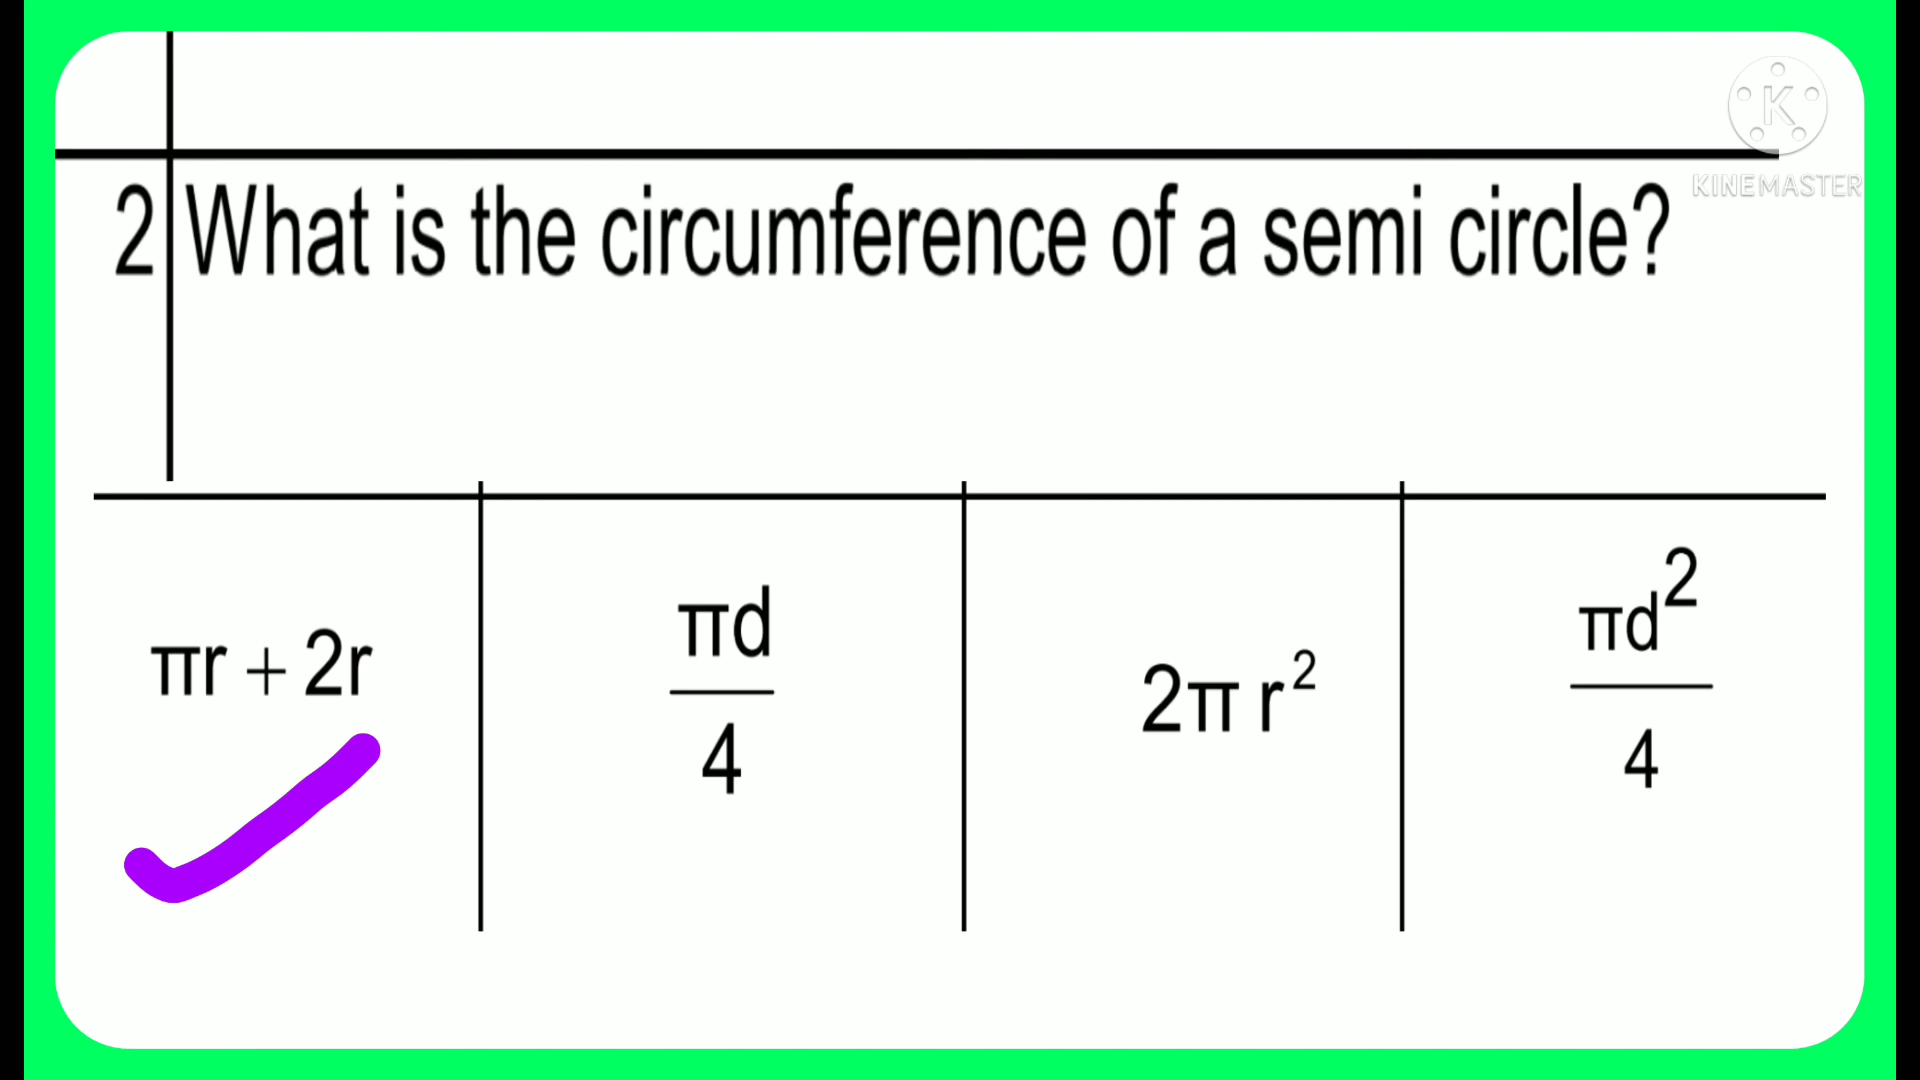 K
KINEMASTER
2 What is the circumference of a semi circle?
πr + 2r
πd
4
2π r²
πd²
4